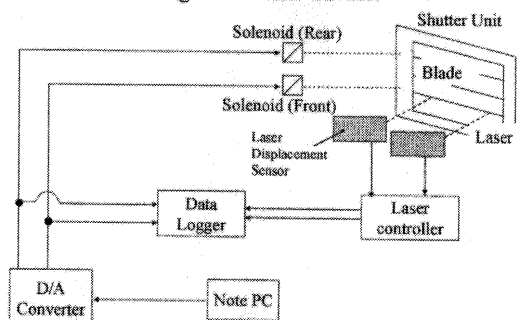 Shutter Unit
Solenoid (Rear)
Blade
Solenoid (Front)
Laser
Laser
Displacement
Sensor
Data
Logger
Laser
controller
D/A
Converter
Note PC